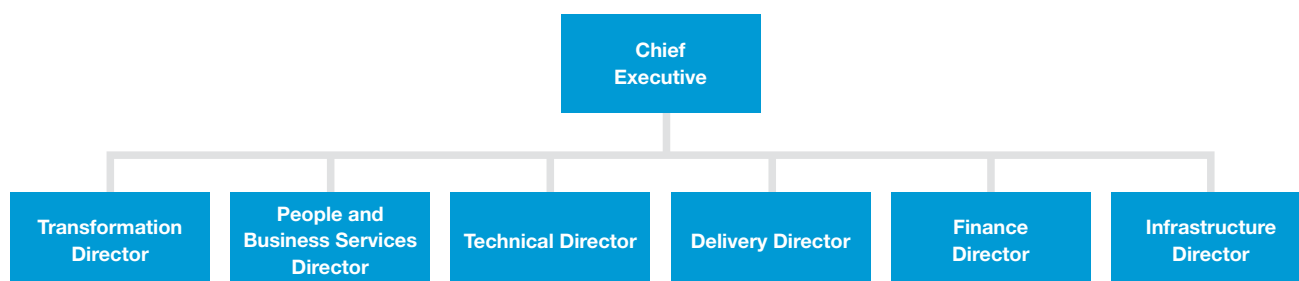 Chief
Executive
Transformation
Director
People and
Business Services
Director
Technical Director
Delivery Director
Finance
Director
Infrastructure
Director